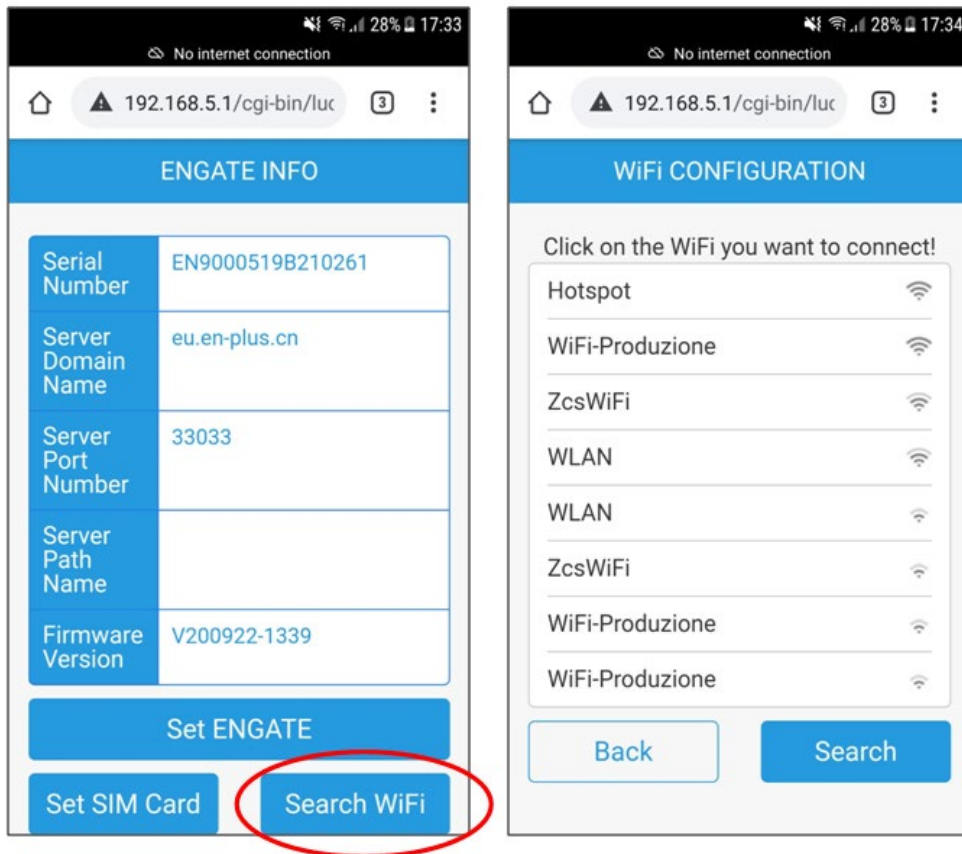 28% 17:33
No internet connection
192.168.5.1/cgi-bin/luc 3
ENGATE INFO
Serial
Number
EN9000519B210261
Server
Domain
Name
eu.en-plus.cn
Server
Port
Number
33033
Server
Path
Name
Firmware
Version
V200922-1339
Set ENGATE
Set SIM Card
Search WiFi
28% 17:34
No internet connection
192.168.5.1/cgi-bin/luc 3
WiFi CONFIGURATION
Click on the WiFi you want to connect!
Hotspot
WiFi-Produzione
ZcsWiFi
WLAN
WLAN
ZcsWiFi
WiFi-Produzione
WiFi-Produzione
Back
Search